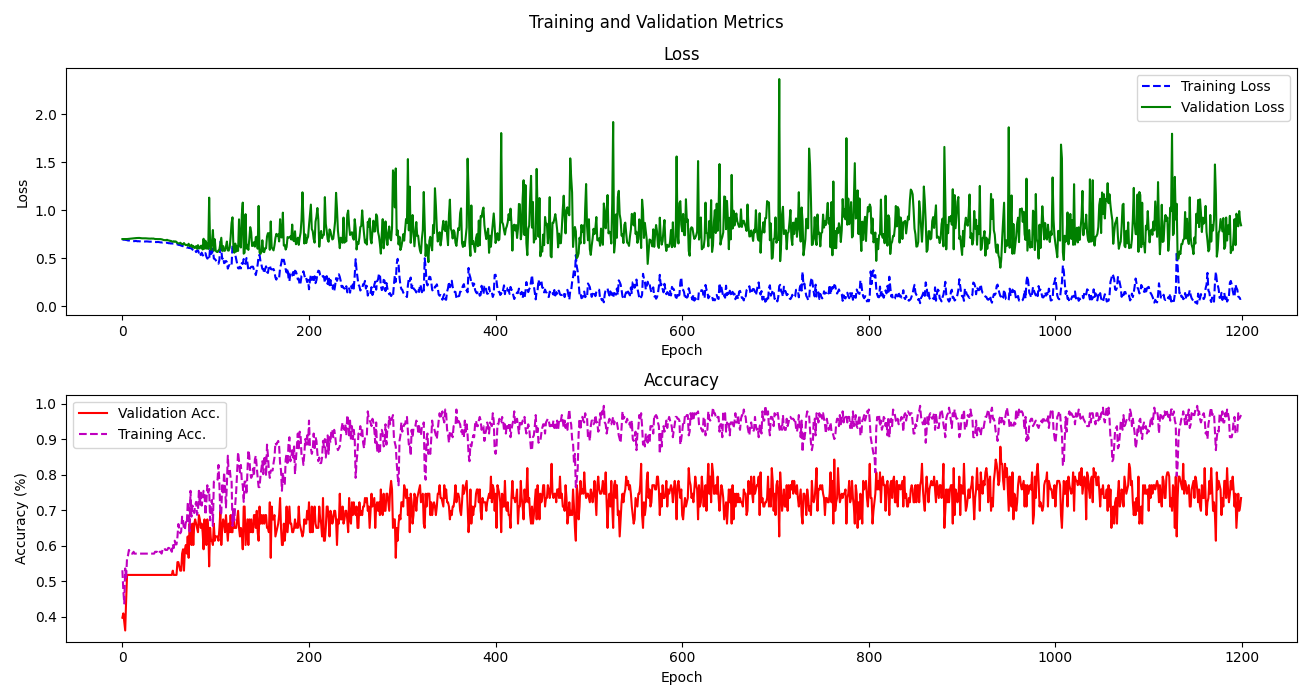 Training and Validation Metrics
Loss
Training Loss
Validation Loss
2.0
1.5
1.0
0.5
0.0
Loss
0 200 400 600 800 1000 1200
Epoch
Accuracy
Validation Acc.
Training Acc.
1.0
0.9
0.8
0.7
0.6
0.5
0.4
Accuracy (%)
0 200 400 600 800 1000 1200
Epoch